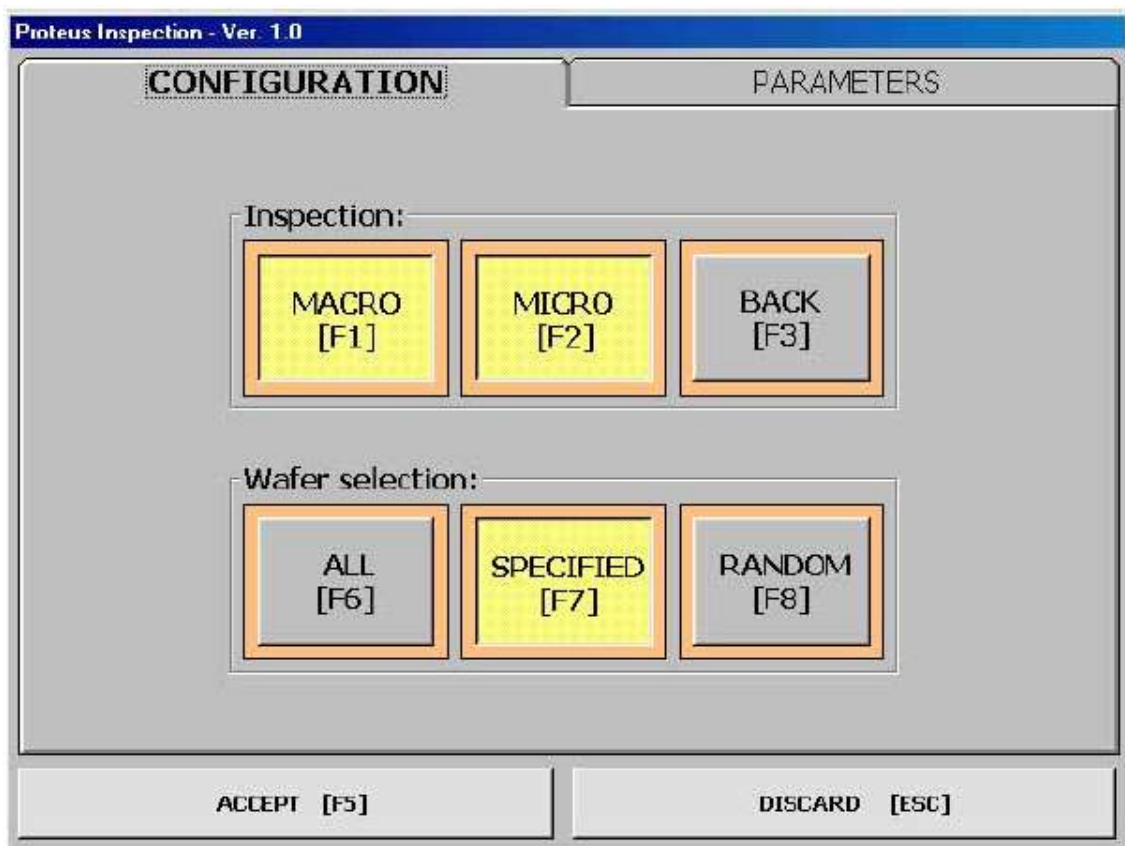 Proteus Inspection - Ver. 1.0
CONFIGURATION
PARAMETERS
Inspection:
MACRO
[F1]
MICRO
[F2]
BACK
[F3]
Wafer selection:
ALL
[F6]
SPECIFIED
[F7]
RANDOM
[F8]
ACCEPT [F5]
DISCARD [ESC]